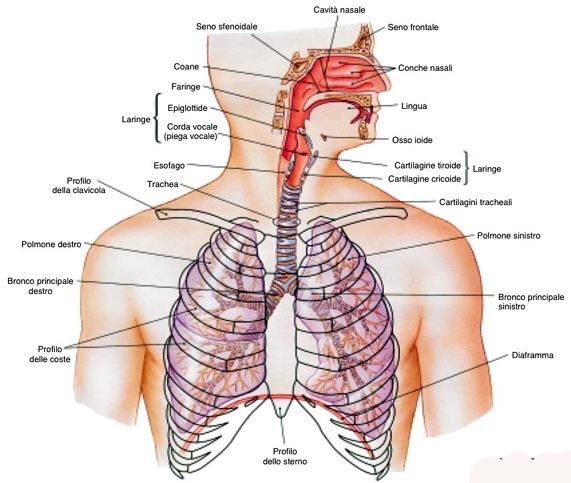 Cavità nasale
Seno sfenoidale
Seno frontale
Coane
Conche nasali
Faringe
Lingua
Epiglottide
Laringe
Corda vocale
(piega vocale)
Osso ioide
Esofago
Cartilagine tiroide
Laringe
Cartilagine cricoide
Trachea
Profilo
della clavicola
Cartilagini tracheali
Polmone destro
Polmone sinistro
Bronco principale
destro
Bronco principale
sinistro
Profilo
delle coste
Diaframma
Profilo
dello sterno